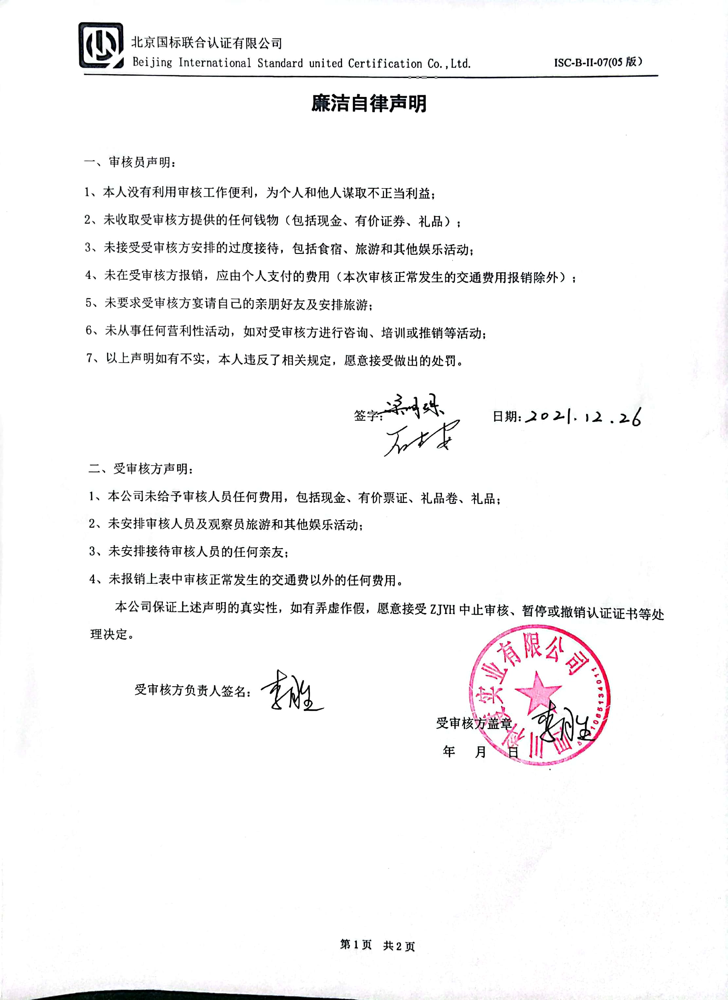 北京国标联合认证有限公司
Beijing International Standard united Certification Co.,Ltd.
ISC-B-II-07(05 版)
廉洁自律声明
一、审核员声明：
1、本人没有利用审核工作便利，为个人和他人谋取不正当利益；
2、未收取受审核方提供的任何钱物（包括现金、有价证券、礼品）；
3、未接受受审核方安排的过度接待，包括食宿、旅游和其他娱乐活动；
4、未在受审核方报销，应由个人支付的费用（本次审核正常发生的交通费用报销除外）；
5、未要求受审核方宴请自己的亲朋好友及安排旅游；
6、未从事任何营利性活动，如对受审核方进行咨询、培训或推销等活动；
7、以上声明如有不实，本人违反了相关规定，愿意接受做出的处罚。
签字： 日期：2021.12.26
二、受审核方声明：
1、本公司未给予审核人员任何费用，包括现金、有价票证、礼品卷、礼品；
2、未安排审核人员及观察员旅游和其他娱乐活动；
3、未安排接待审核人员的任何亲友；
4、未报销上表中审核正常发生的交通费以外的任何费用。
本公司保证上述声明的真实性，如有弄虚作假，愿意接受 ZJYH 中止审核、暂停或撤销认证证书等处
理决定。
受审核方负责人签名：李胜
四川 实业有限公司
受审核方盖章 李胜
年 月 日
第 1 页 共 2 页